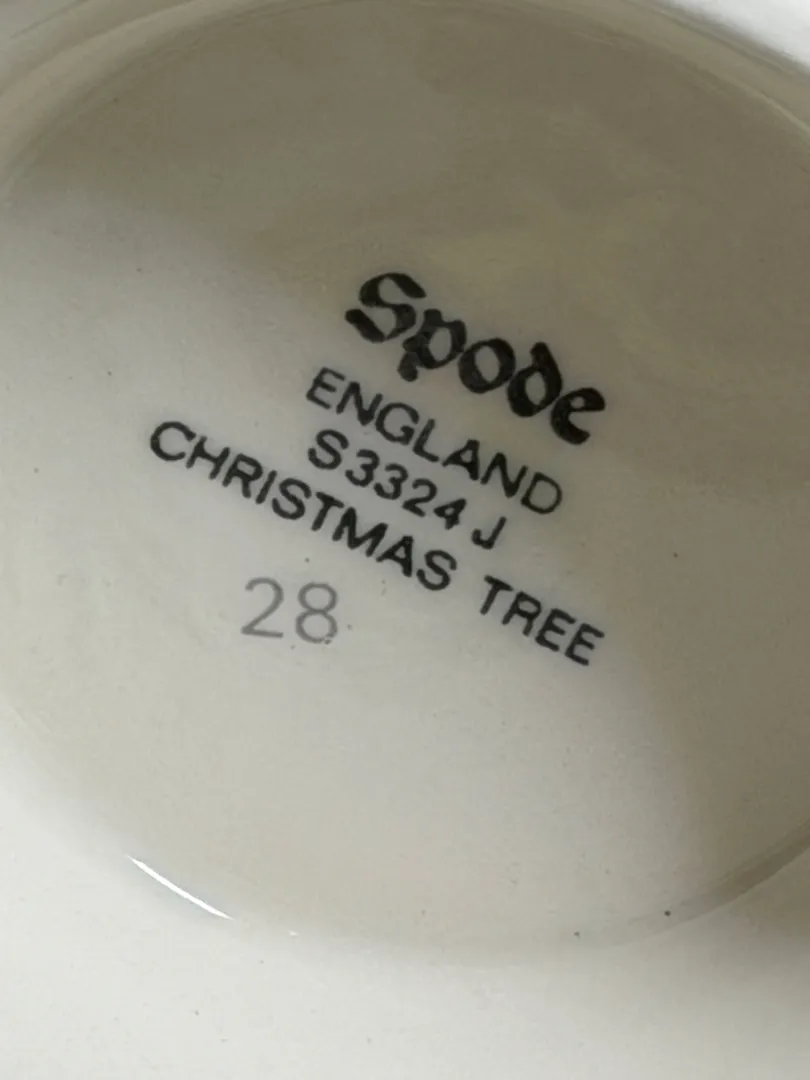 Spode
ENGLAND
S3324 J
CHRISTMAS TREE
28